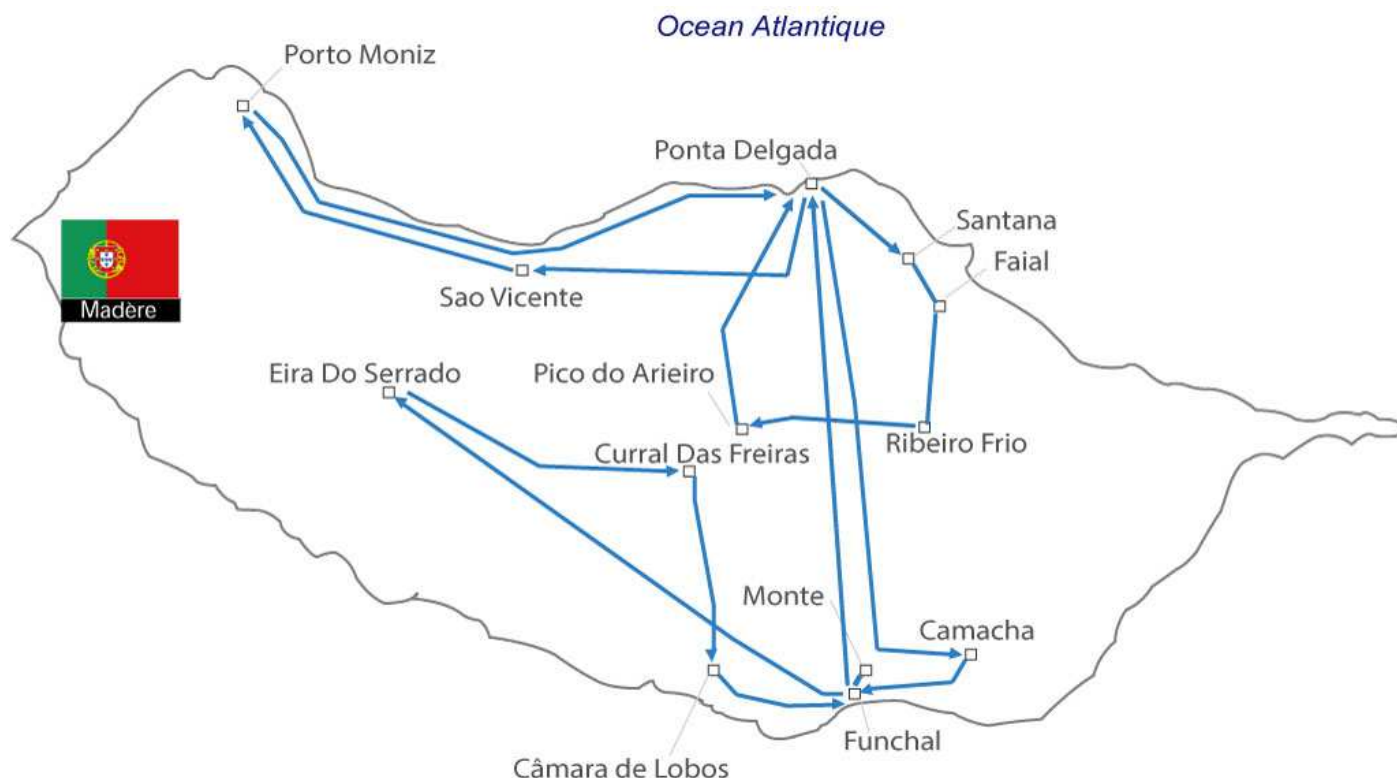 Ocean Atlantique
Porto Moniz
Ponta Delgada
Santana
Faial
Sao Vicente
Madère
Eira Do Serrado
Pico do Arieiro
Ribeiro Frio
Curral Das Freiras
Monte
Camacha
Funchal
Câmara de Lobos